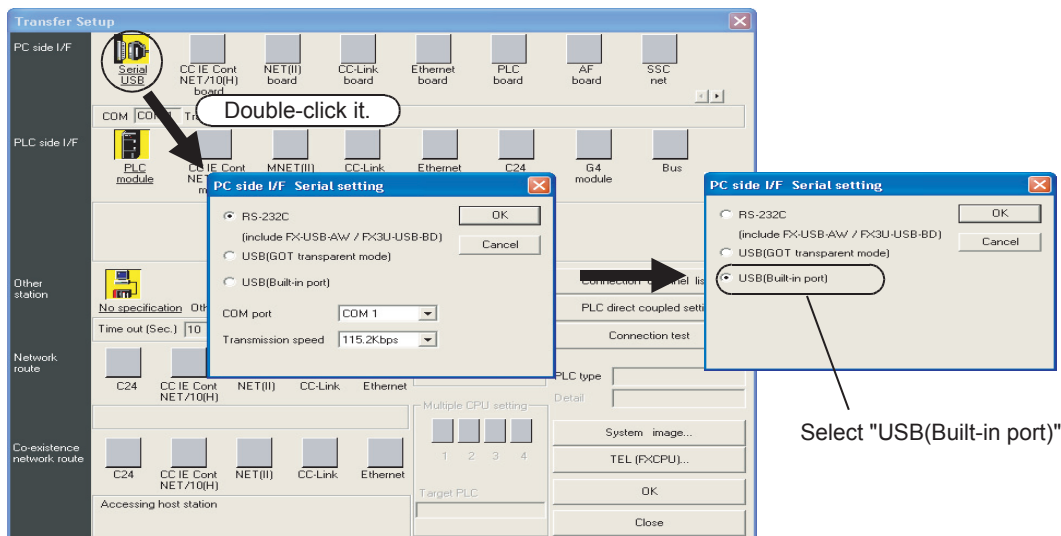 Transfer Setup
PC side I/F
Serial
USB
CC IE Cont
NET/10(H)
board
NET(II)
board
CC-Link
board
Ethernet
board
PLC
board
AF
board
SSC
net
Double-click it.
COM
PLC side I/F
PLC
module
CC IE Cont
MNET(II)
CC-Link
Ethernet
C24
G4
module
Bus
PC side I/F Serial setting
RS-232C
(include FX-USB-AW / FX3U-USB-BD)
USB(GOT transparent mode)
USB(Built-in port)
COM port
COM 1
Transmission speed
115.2Kbps
OK
Cancel
PC side I/F Serial setting
RS-232C
(include FX-USB-AW / FX3U-USB-BD)
USB(GOT transparent mode)
USB(Built-in port)
OK
Cancel
Select "USB(Built-in port)"
Other
station
No specification
Time out (Sec.)
10
Connection channel
PLC direct coupled
Connection test
PLC type
Detail
System image...
TEL (FXCPU)...
OK
Close
Network
route
C24
CC IE Cont
NET/10(H)
NET(II)
CC-Link
Ethernet
Multiple CPU setting
1 2 3 4
Target PLC
Co-existence
network route
C24
CC IE Cont
NET/10(H)
NET(II)
CC-Link
Ethernet
Accessing host station